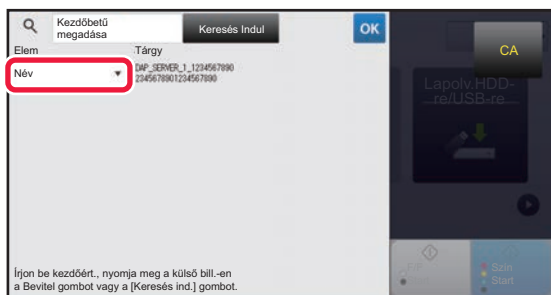 Kezdőbetű
megadása
Keresés Indul
OK
CA
Elem
Tárgy
Név
DAP_SERVER_1_1234567890
2345678901234567890
Lapolv.HDD-
re/USB-re
Írjon be kezdőért., nyomja meg a külső bill.-en
a Bevitel gombot vagy a [Keresés ind.] gombot.
Szín.
Start